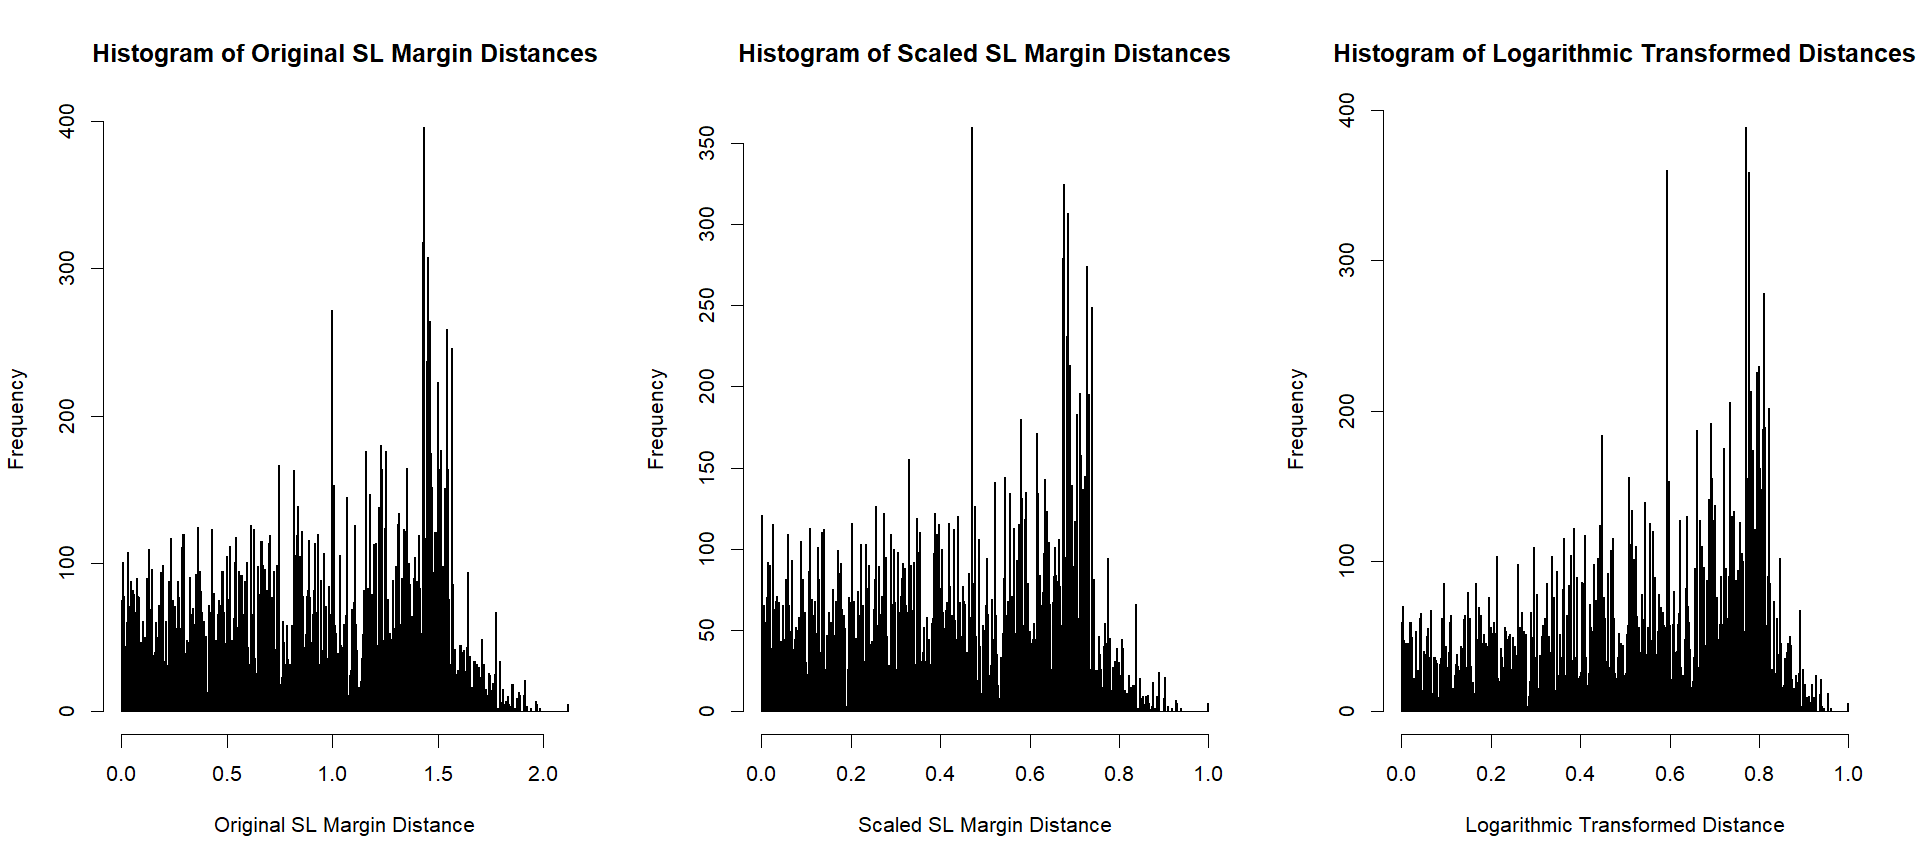 Histogram of Original SL Margin Distances
Frequency
400
300
200
100
0
0.0 0.5 1.0 1.5 2.0
Original SL Margin Distance
Histogram of Scaled SL Margin Distances
Frequency
350
300
250
200
150
100
50
0
0.0 0.2 0.4 0.6 0.8 1.0
Scaled SL Margin Distance
Histogram of Logarithmic Transformed Distances
Frequency
400
300
200
100
0
0.0 0.2 0.4 0.6 0.8 1.0
Logarithmic Transformed Distance